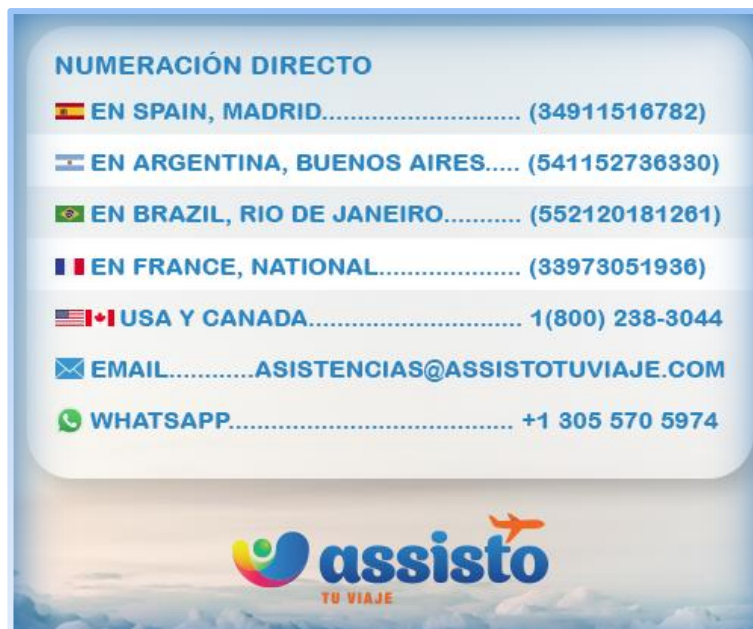 NUMERACIÓN DIRECTO
EN SPAIN, MADRID............................ (34911516782)
EN ARGENTINA, BUENOS AIRES..... (541152736330)
EN BRAZIL, RIO DE JANEIRO........... (552120181261)
EN FRANCE, NATIONAL.................... (33973051936)
USA Y CANADA.............................. 1(800) 238-3044
EMAIL............ASISTENCIAS@ASSISTOTUVIAJE.COM
WHATSAPP........................................ +1 305 570 5974
assisto
TU VIAJE